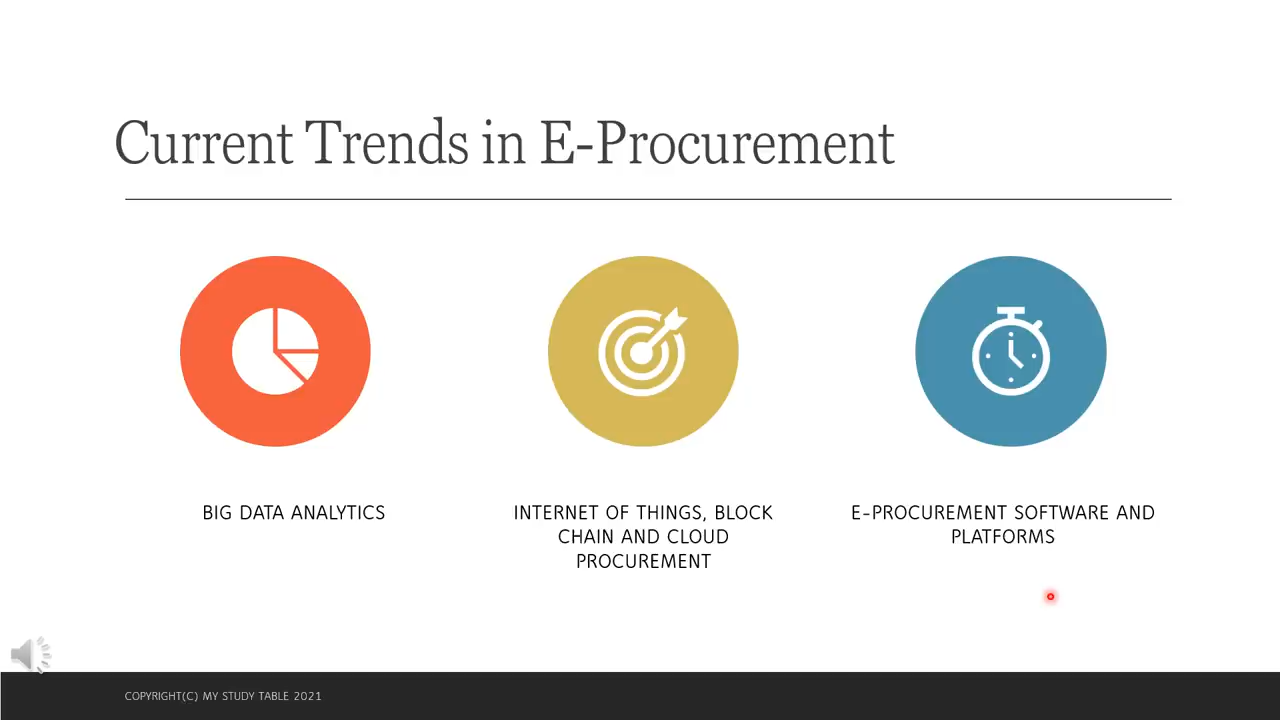 Current Trends in E-Procurement
BIG DATA ANALYTICS
INTERNET OF THINGS, BLOCK
CHAIN AND CLOUD
PROCUREMENT
E-PROCUREMENT SOFTWARE AND
PLATFORMS
COPYRIGHT(C) MY STUDY TABLE 2021